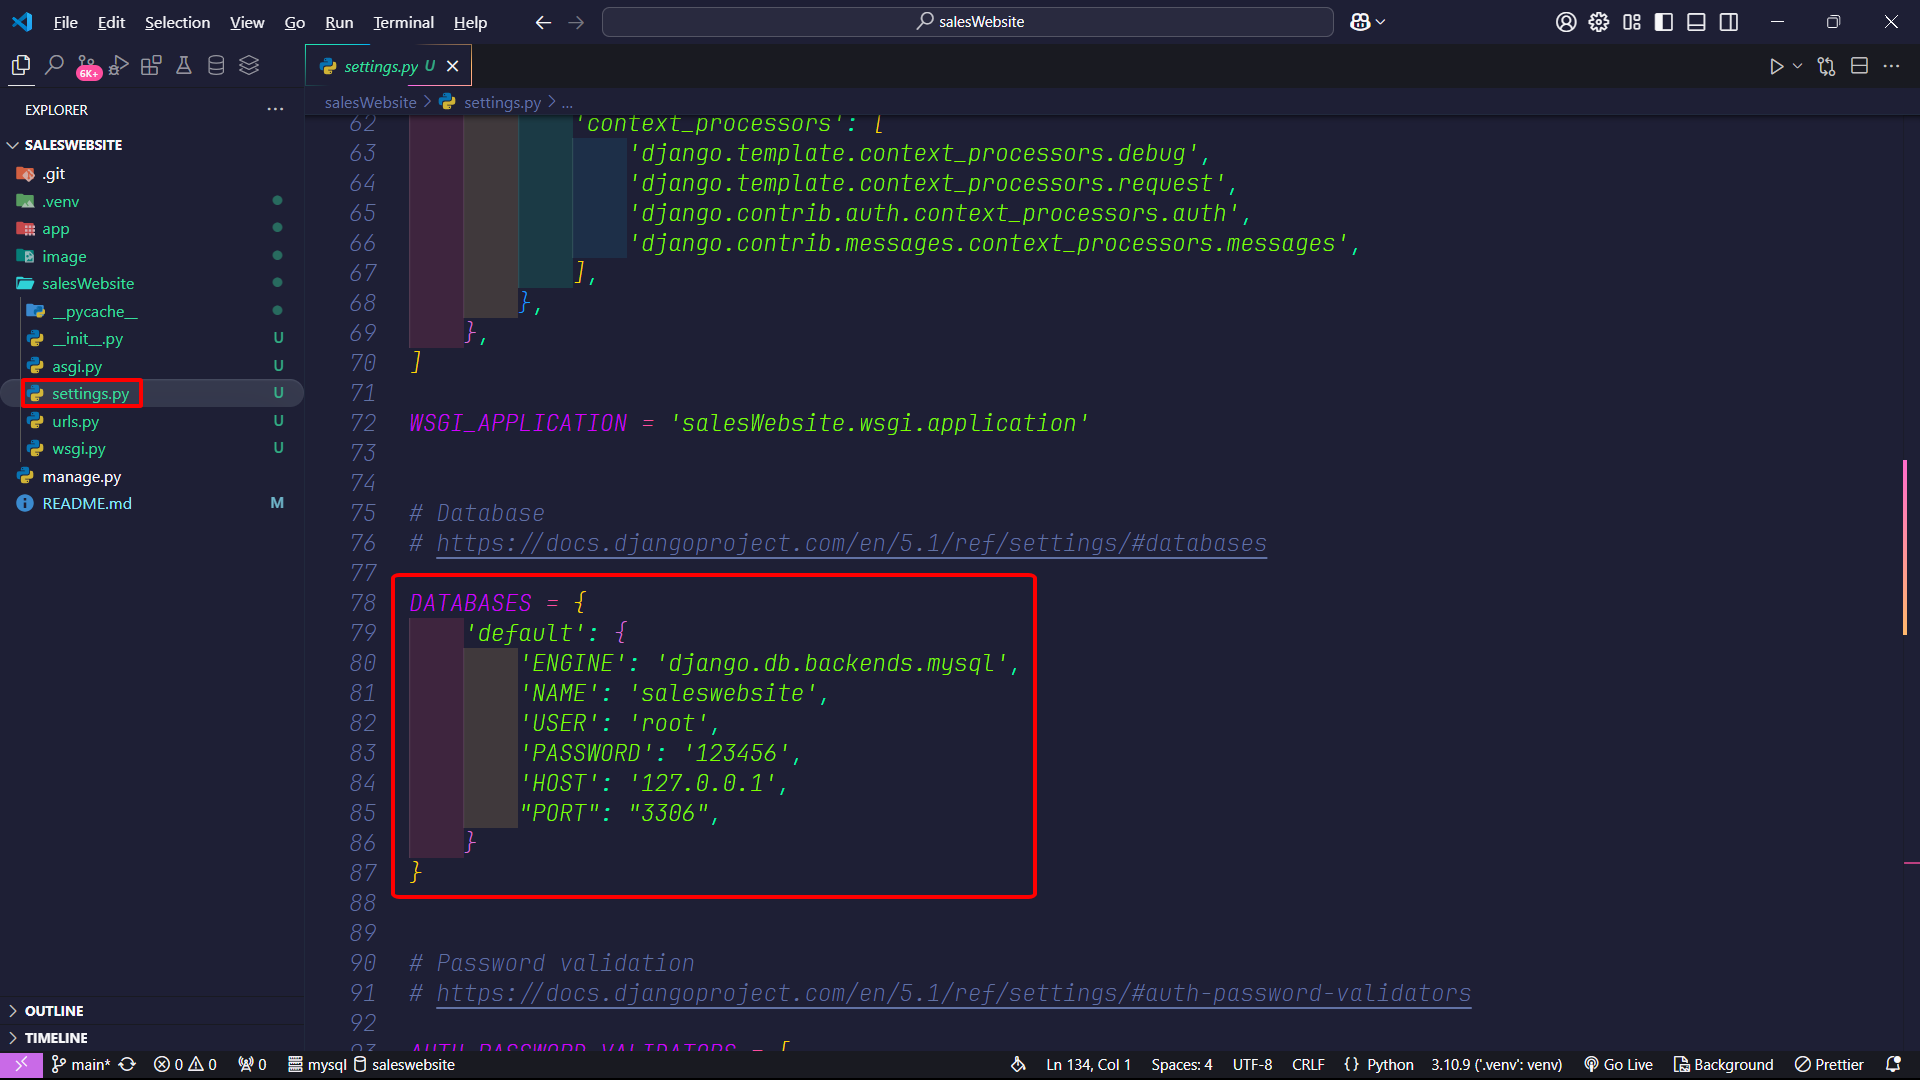 File Edit Selection View Go Run Terminal Help
salesWebsite
6K+
settings.py U
EXPLORER
salesWebsite > settings.py > ...
SALESWEBSITE
.git
.venv
app
image
salesWebsite
__pycache__
__init__.py U
asgi.py U
settings.py U
urls.py U
wsgi.py U
manage.py
README.md M
OUTLINE
TIMELINE
62 'context_processors': [
63 'django.template.context_processors.debug',
64 'django.template.context_processors.request',
65 'django.contrib.auth.context_processors.auth',
66 'django.contrib.messages.context_processors.messages',
67 ],
68 },
69 },
70 ]
71
72 WSGI_APPLICATION = 'salesWebsite.wsgi.application'
73
74
75 # Database
76 # https://docs.djangoproject.com/en/5.1/ref/settings/#databases
77
78 DATABASES = {
79 'default': {
80 'ENGINE': 'django.db.backends.mysql',
81 'NAME': 'saleswebsite',
82 'USER': 'root',
83 'PASSWORD': '123456',
84 'HOST': '127.0.0.1',
85 "PORT": "3306",
86 }
87 }
88
89
90 # Password validation
91 # https://docs.djangoproject.com/en/5.1/ref/settings/#auth-password-validators
92
93 AUTH_PASSWORD_VALIDATORS = [
main* 0 0 0 mysql saleswebsite Ln 134, Col 1 Spaces: 4 UTF-8 CRLF {} Python 3.10.9 ('.venv': venv) Go Live Background Prettier